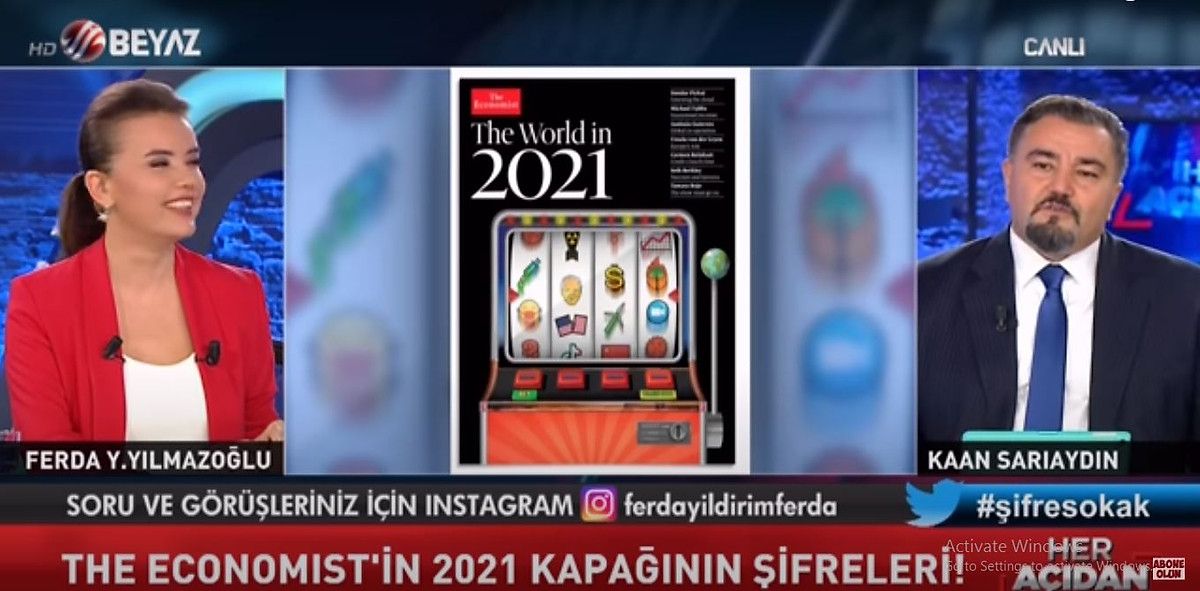 HD BEYAZ
CANLI
The
Economist
The World in
2021
FERDA Y.YILMAZOĞLU
KAAN SARIAYDIN
SORU VE GÖRÜŞLERİNİZ İÇİN INSTAGRAM ferdayildirimferda
#şifresokak
THE ECONOMIST'İN 2021 KAPAĞININ ŞİFRELERİ!
HER
AÇIDAN
Activate Windows
Go to Settings to activate Windows.
ABONE
OLUN